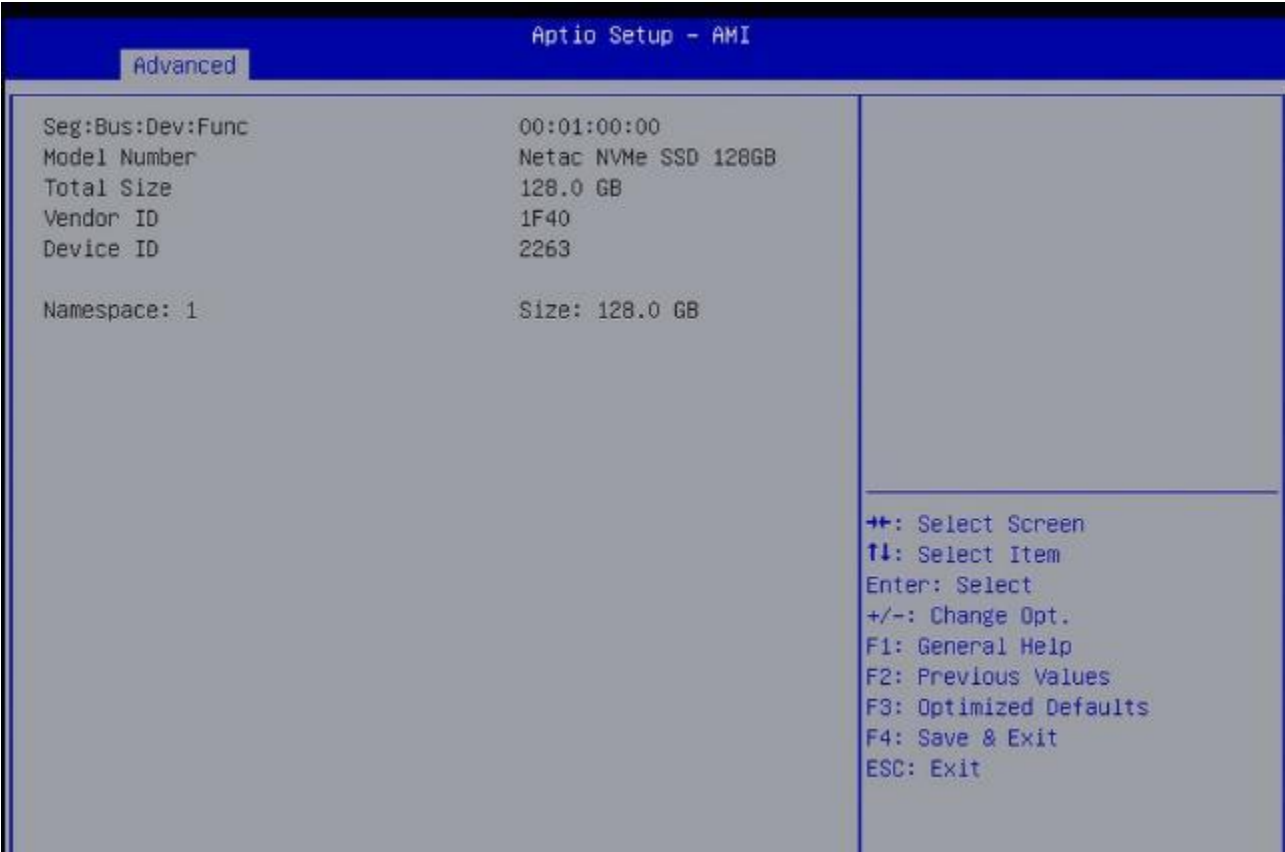 Aptio Setup - AMI
Advanced
Seg:Bus:Dev:Func 00:01:00:00
Model Number Netac NVMe SSD 128GB
Total Size 128.0 GB
Vendor ID 1F40
Device ID 2263
Namespace: 1 Size: 128.0 GB
→←: Select Screen
↑↓: Select Item
Enter: Select
+/-: Change Opt.
F1: General Help
F2: Previous Values
F3: Optimized Defaults
F4: Save & Exit
ESC: Exit